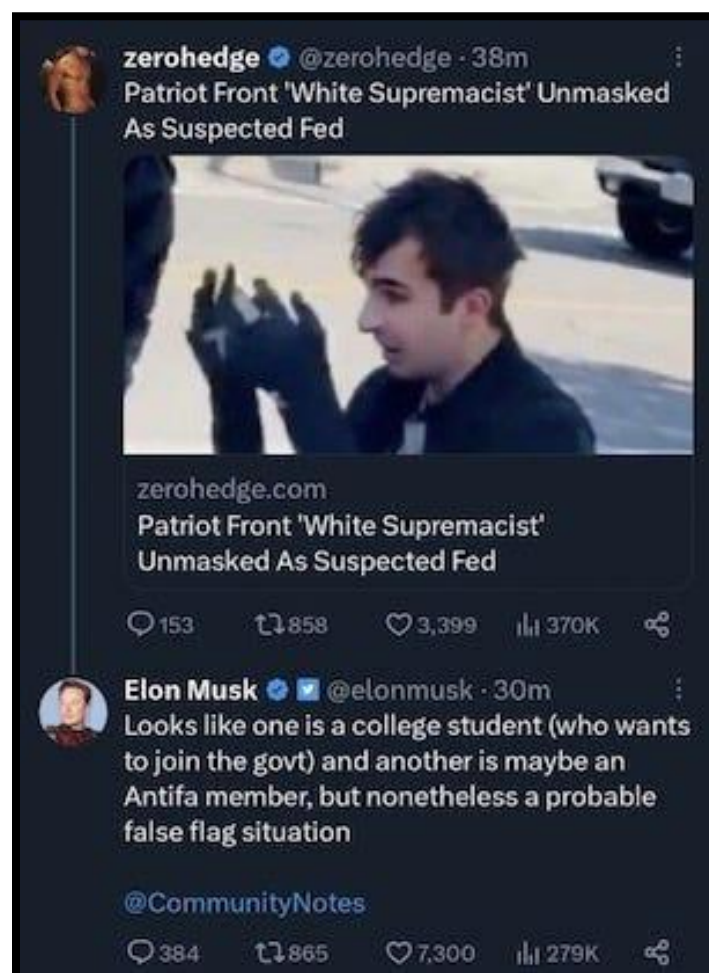 zerohedge @zerohedge · 38m
Patriot Front 'White Supremacist' Unmasked
As Suspected Fed
zerohedge.com
Patriot Front 'White Supremacist'
Unmasked As Suspected Fed
153 858 3,399 370K
Elon Musk @elonmusk · 30m
Looks like one is a college student (who wants
to join the govt) and another is maybe an
Antifa member, but nonetheless a probable
false flag situation
@CommunityNotes
384 865 7,300 279K